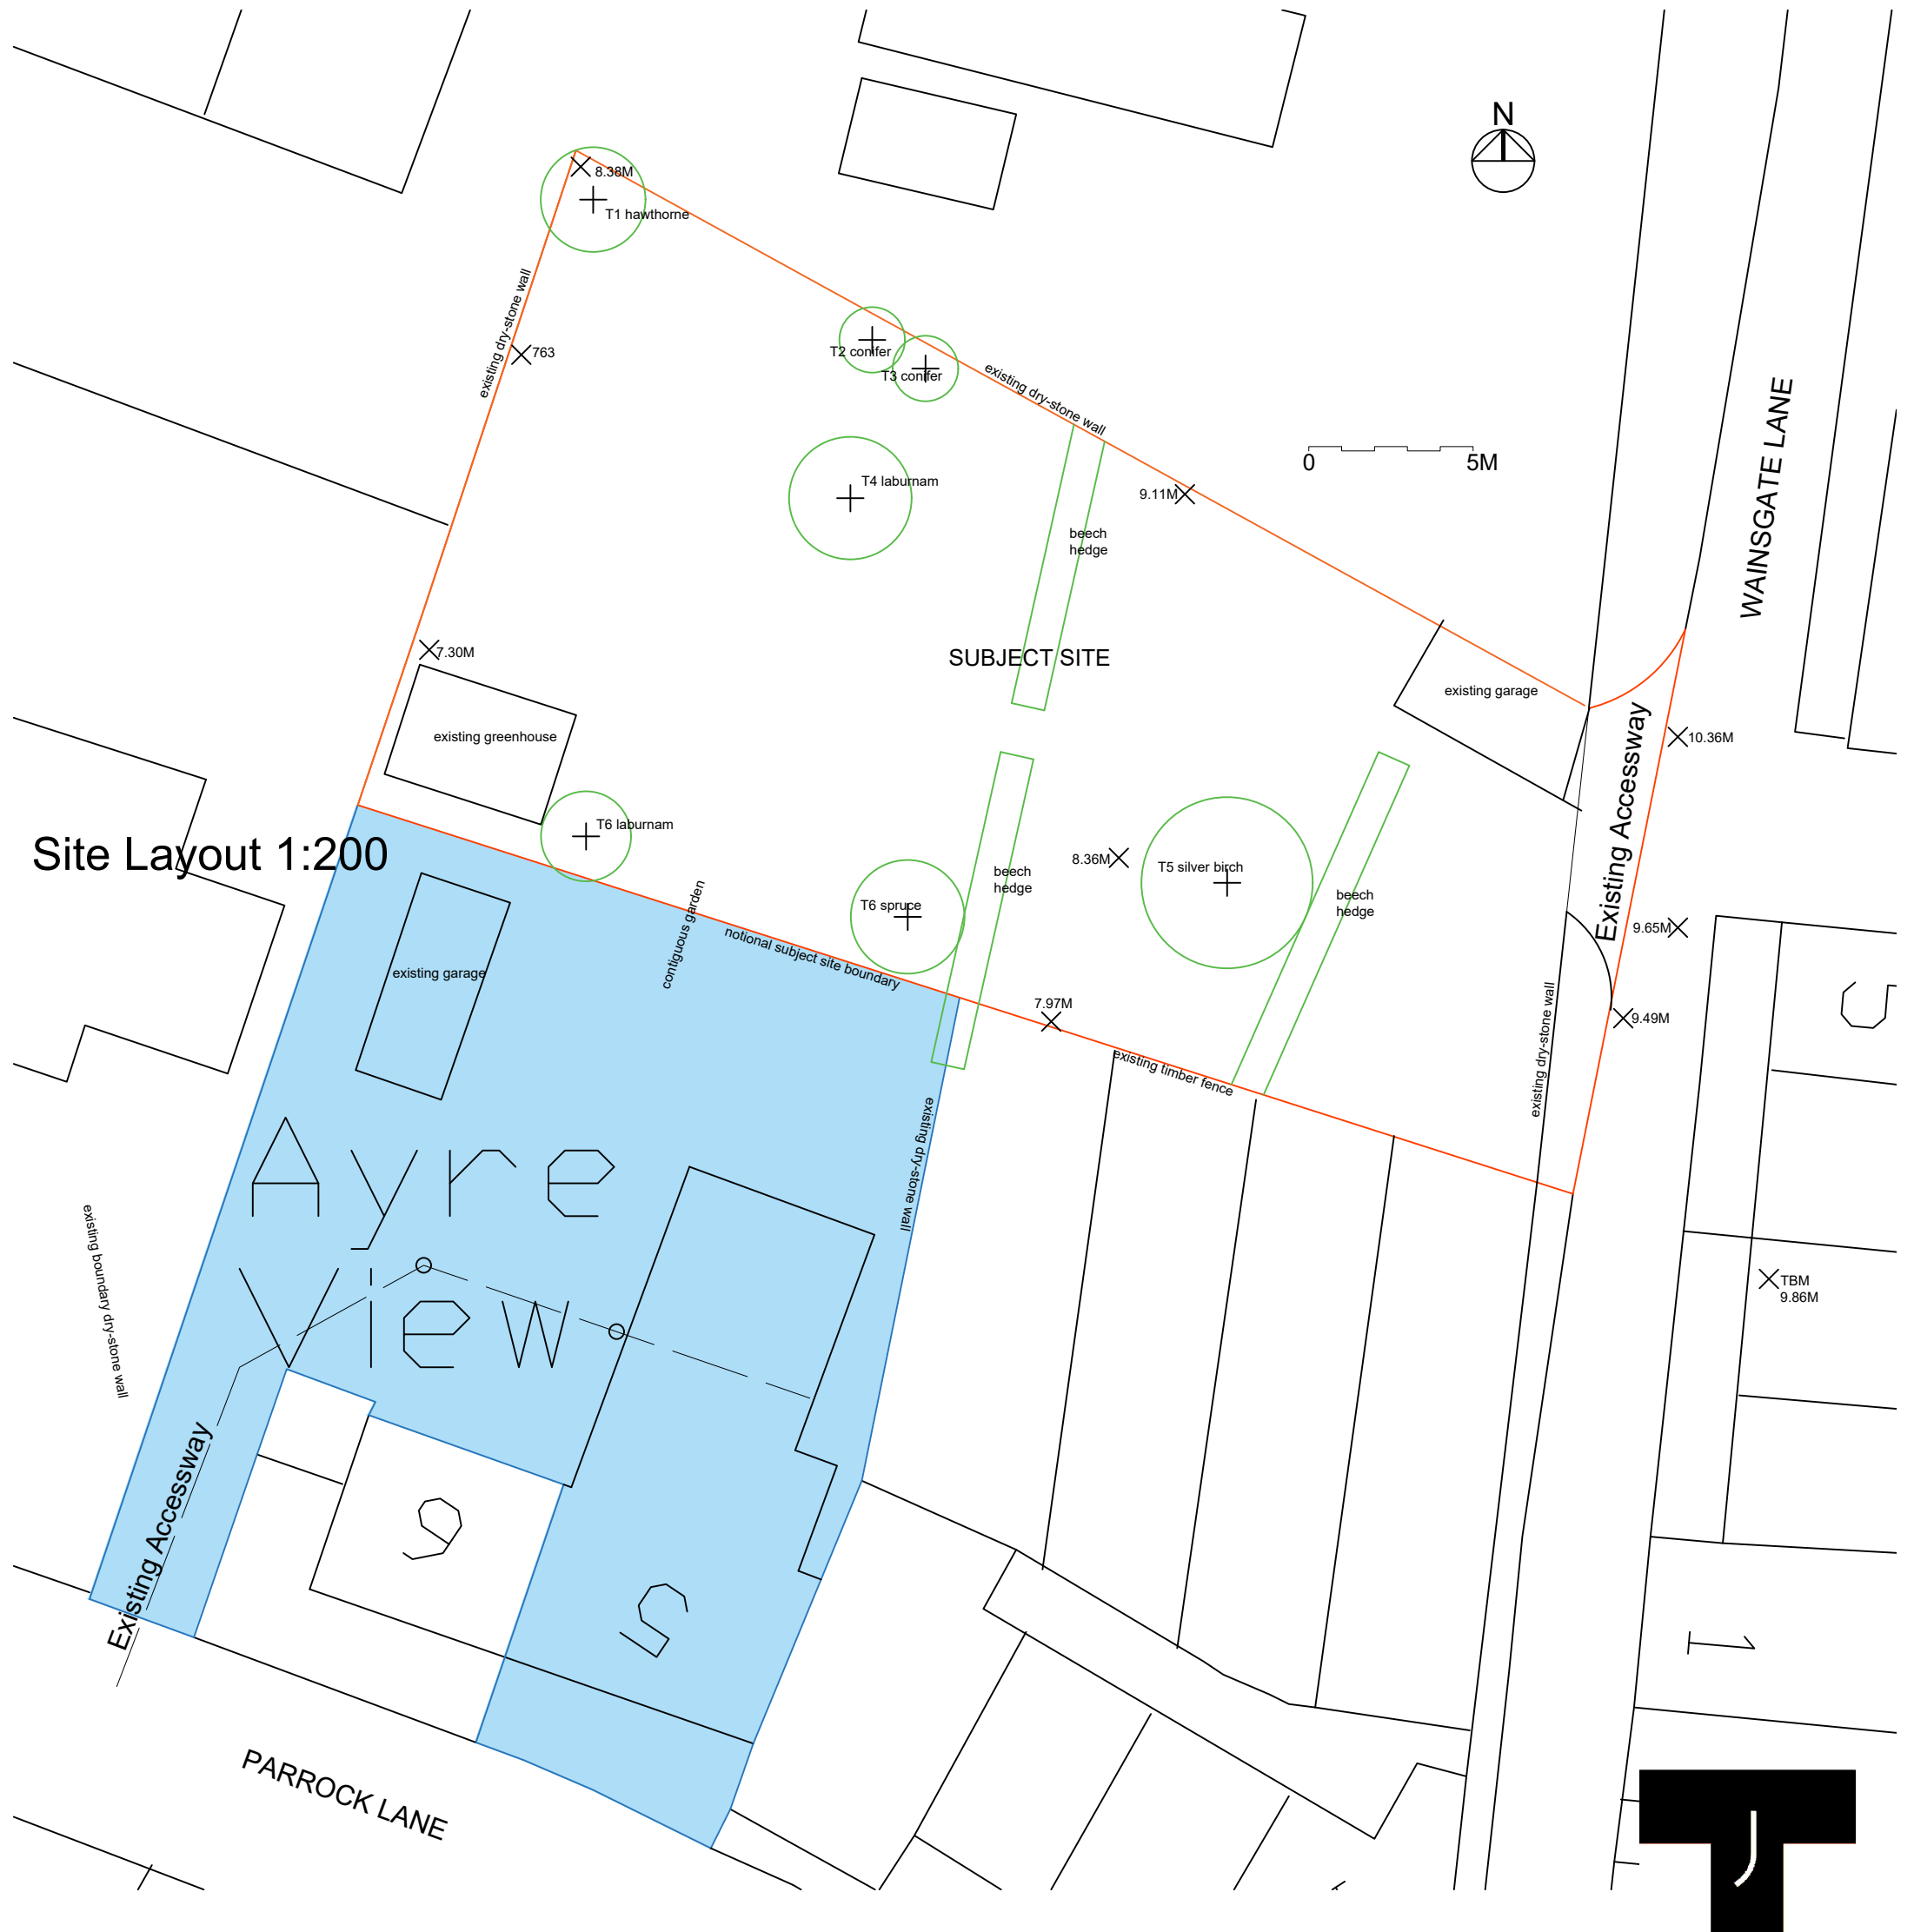 N
8.38M
T1 hawthorne
existing dry-stone wall
763
T2 conifer
T3 conifer
existing dry-stone wall
0 5M
T4 laburnam
9.11M
beech
hedge
WAINSGATE LANE
7.30M
SUBJECT SITE
existing garage
existing greenhouse
10.36M
Existing Accessway
T6 laburnam
Site Layout 1:200
8.36M
T5 silver birch
beech
hedge
T6 spruce
beech
hedge
contiguous garden
notional subject site boundary
9.65M
existing garage
7.97M
9.49M
existing dry-stone wall
existing timber fence
existing dry-stone wall
Ayre
View
existing boundary dry-stone wall
TBM
9.86M
Existing Accessway
9
5
1
PARROCK LANE
TJ